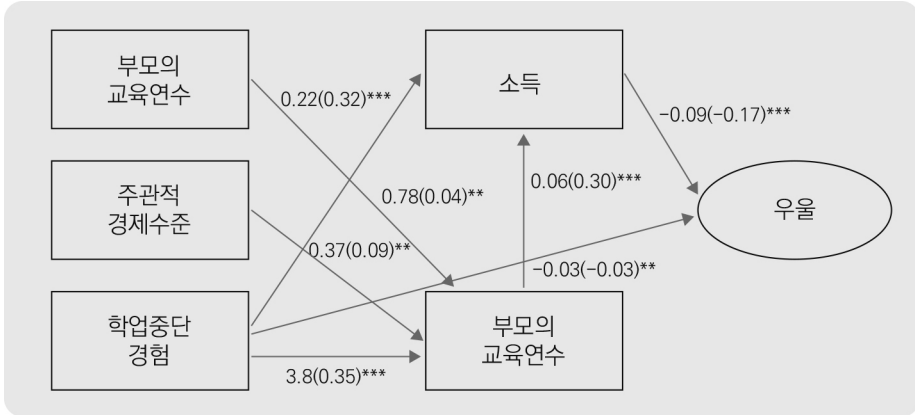 부모의
교육연수
소득
0.22(0.32)***
-0.09(-0.17)***
주관적
경제수준
0.78(0.04)**
0.06(0.30)***
우울
0.37(0.09)**
-0.03(-0.03)**
학업중단
경험
부모의
교육연수
3.8(0.35)***